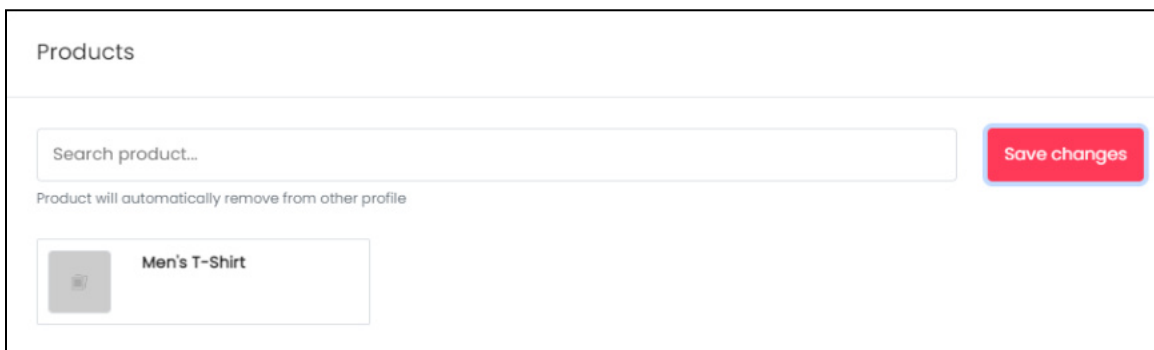 Products
Search product...
Save changes
Product will automatically remove from other profile
Men's T-Shirt